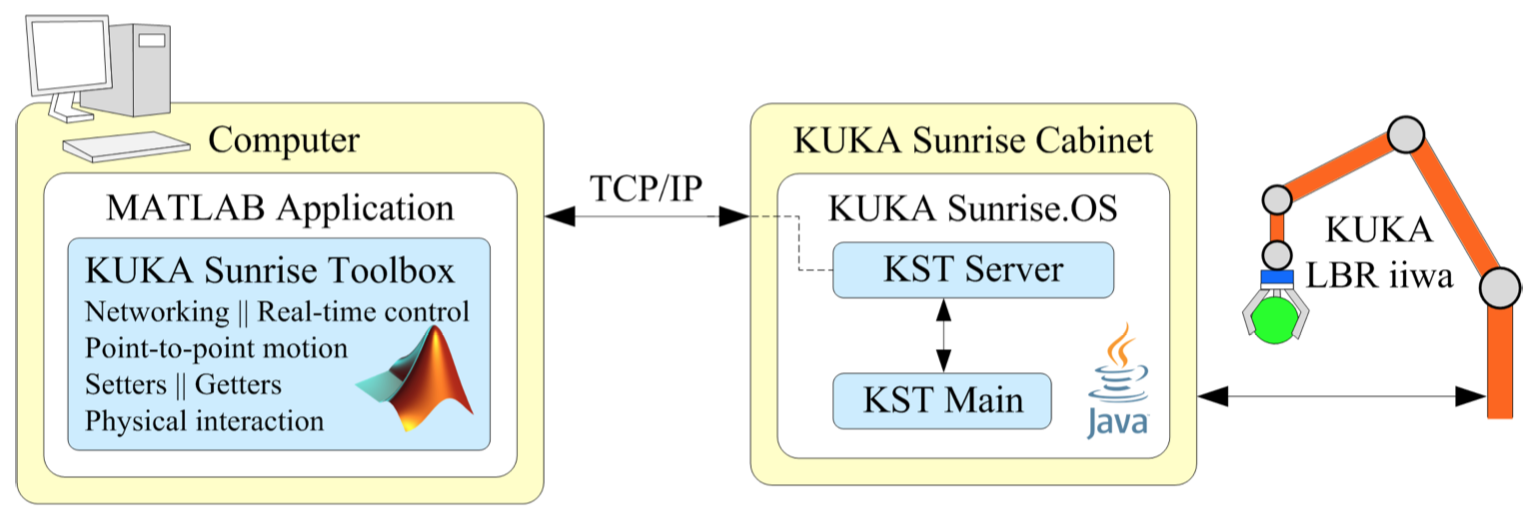 Computer
MATLAB Application
KUKA Sunrise Toolbox
Networking || Real-time control
Point-to-point motion
Setters || Getters
Physical interaction
TCP/IP
KUKA Sunrise Cabinet
KUKA Sunrise.OS
KST Server
KST Main
Java
KUKA
LBR iiwa